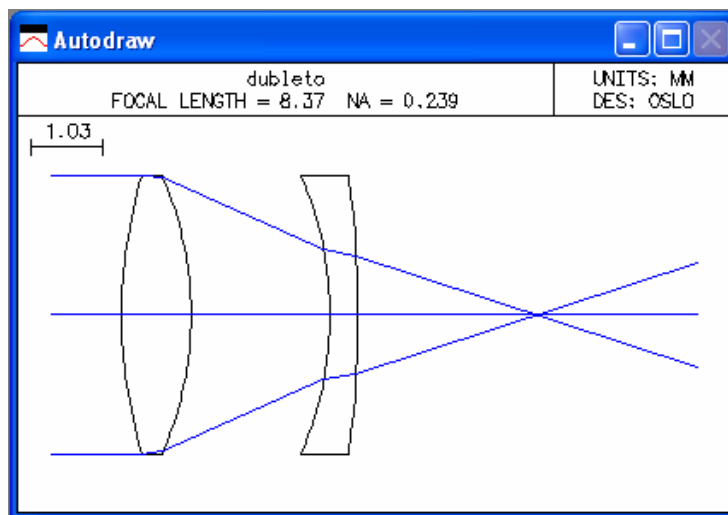 Autodraw
dubleto
FOCAL LENGTH = 8.37 NA = 0.239
UNITS: MM
DES: OSLO
1.03